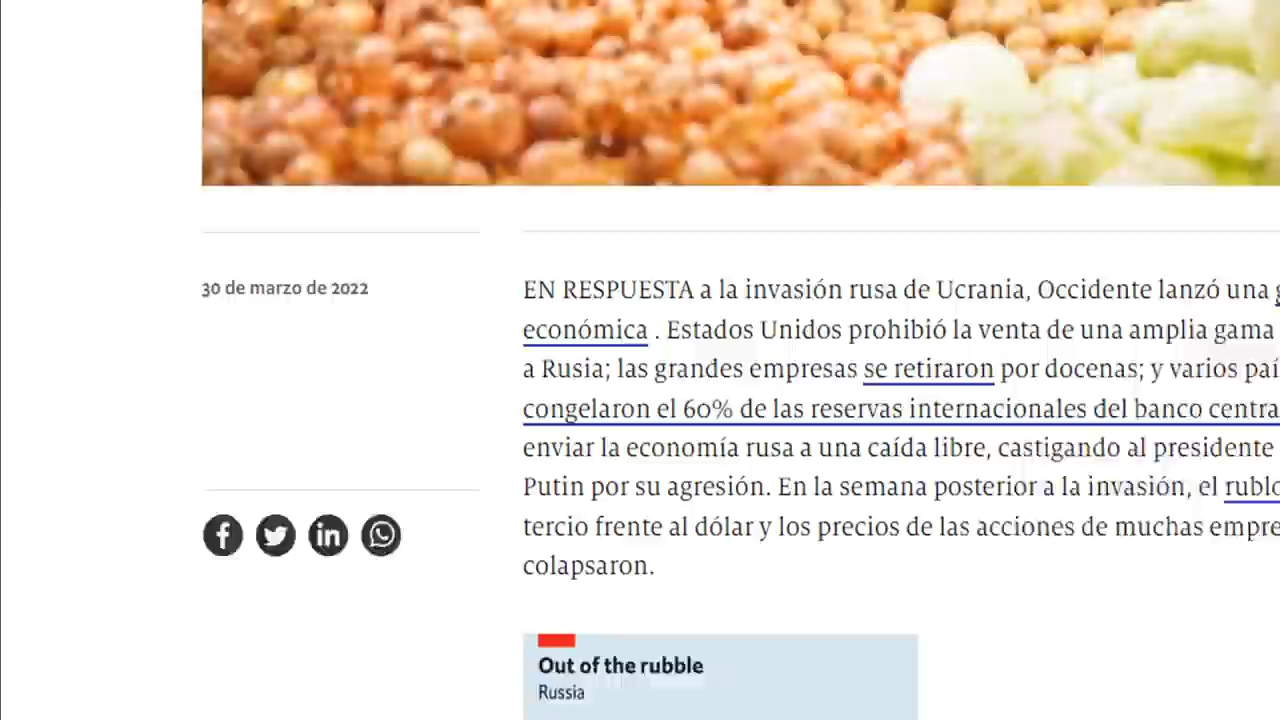 30 de marzo de 2022
EN RESPUESTA a la invasión rusa de Ucrania, Occidente lanzó una
económica . Estados Unidos prohibió la venta de una amplia gama
a Rusia; las grandes empresas se retiraron por docenas; y varios
congelaron el 60% de las reservas internacionales del banco
enviar la economía rusa a una caída libre, castigando al presidente
Putin por su agresión. En la semana posterior a la invasión, el
tercio frente al dólar y los precios de las acciones de muchas
colapsaron.
Out of the rubble
Russia